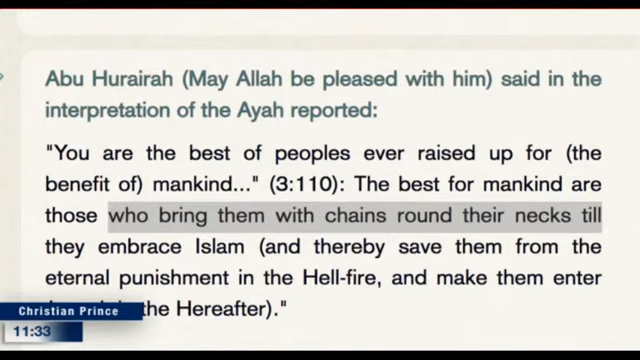 Abu Hurairah (May Allah be pleased with him) said in the
interpretation of the Ayah reported:
"You are the best of peoples ever raised up for (the
benefit of) mankind..." (3:110): The best for mankind are
those who bring them with chains round their necks till
they embrace Islam (and thereby save them from the
eternal punishment in the Hell-fire, and make them enter
the Hereafter)."
Christian Prince
11:33